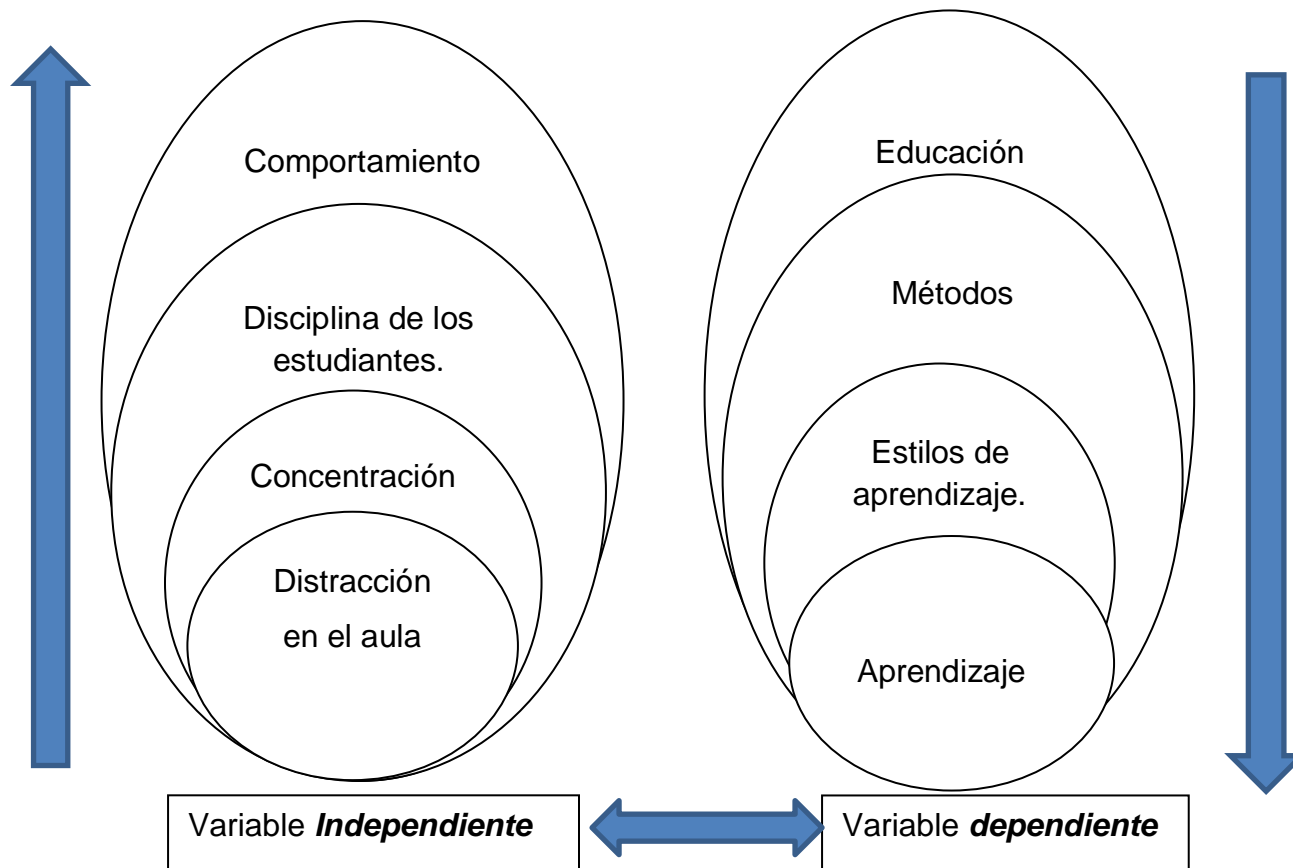 Comportamiento
Disciplina de los
estudiantes.
Concentración
Distracción
en el aula
Variable Independiente
Educación
Métodos
Estilos de
aprendizaje.
Aprendizaje
Variable dependiente